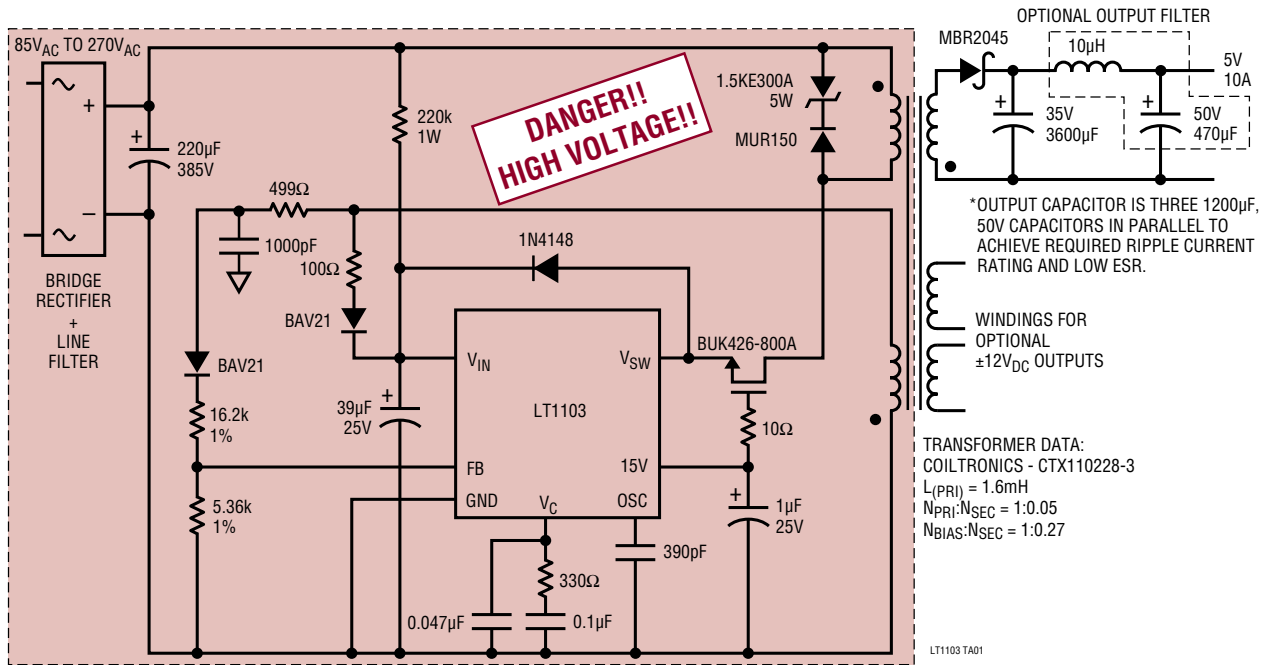 OPTIONAL OUTPUT FILTER
85VAC TO 270VAC
MBR2045
10µH
5V
10A
+
35V
3600µF
+
50V
470µF
1.5KE300A
5W
MUR150
220k
1W
DANGER!!
HIGH VOLTAGE!!
+
–
+
220µF
385V
499Ω
1000pF
100Ω
1N4148
*OUTPUT CAPACITOR IS THREE 1200µF,
50V CAPACITORS IN PARALLEL TO
ACHIEVE REQUIRED RIPPLE CURRENT
RATING AND LOW ESR.
BRIDGE
RECTIFIER
+
LINE
FILTER
BAV21
BAV21
BUK426-800A
WINDINGS FOR
OPTIONAL
±12VDC OUTPUTS
VIN
VSW
LT1103
16.2k
1%
+
39µF
25V
10Ω
FB
15V
GND
VC
OSC
5.36k
1%
+
1µF
25V
390pF
330Ω
0.047µF
0.1µF
TRANSFORMER DATA:
COILTRONICS - CTX110228-3
L(PRI) = 1.6mH
NPRI:NSEC = 1:0.05
NBIAS:NSEC = 1:0.27
LT1103 TA01